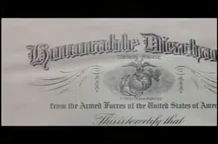 Honorable Discharge
from the Armed Forces of the United States of America
This is to certify that